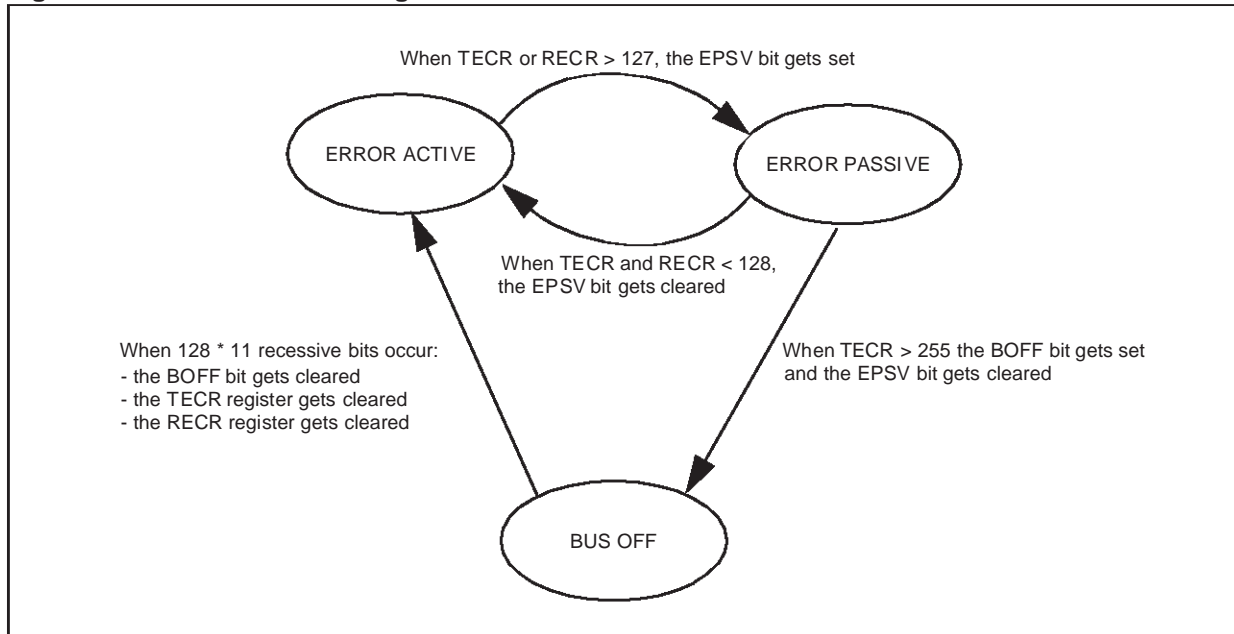 When TECR or RECR > 127, the EPSV bit gets set
ERROR ACTIVE
ERROR PASSIVE
When TECR and RECR < 128,
the EPSV bit gets cleared
When 128 * 11 recessive bits occur:
- the BOFF bit gets cleared
- the TECR register gets cleared
- the RECR register gets cleared
When TECR > 255 the BOFF bit gets set
and the EPSV bit gets cleared
BUS OFF